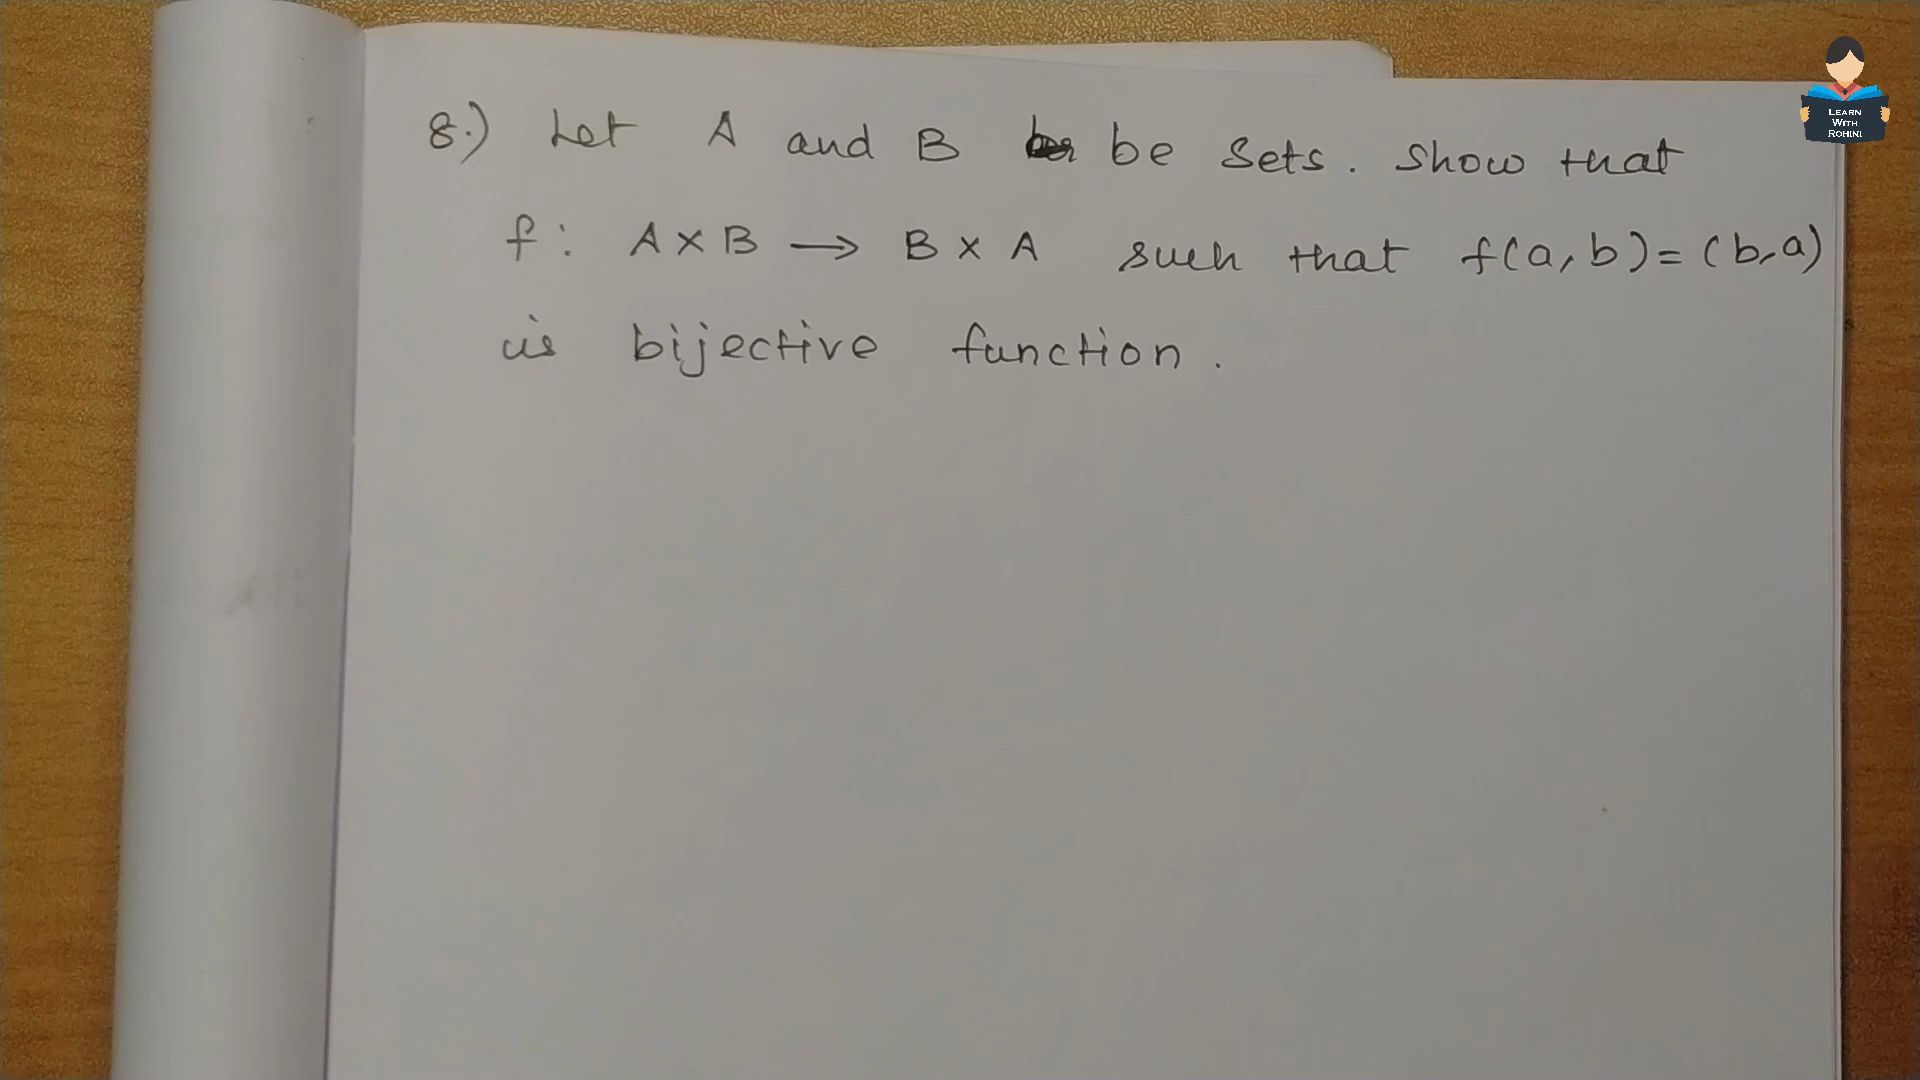 LEARN
WITH
ROHINI
8.) Let A and B be sets. Show that
f: A × B → B × A such that f(a, b) = (b, a)
is bijective function.